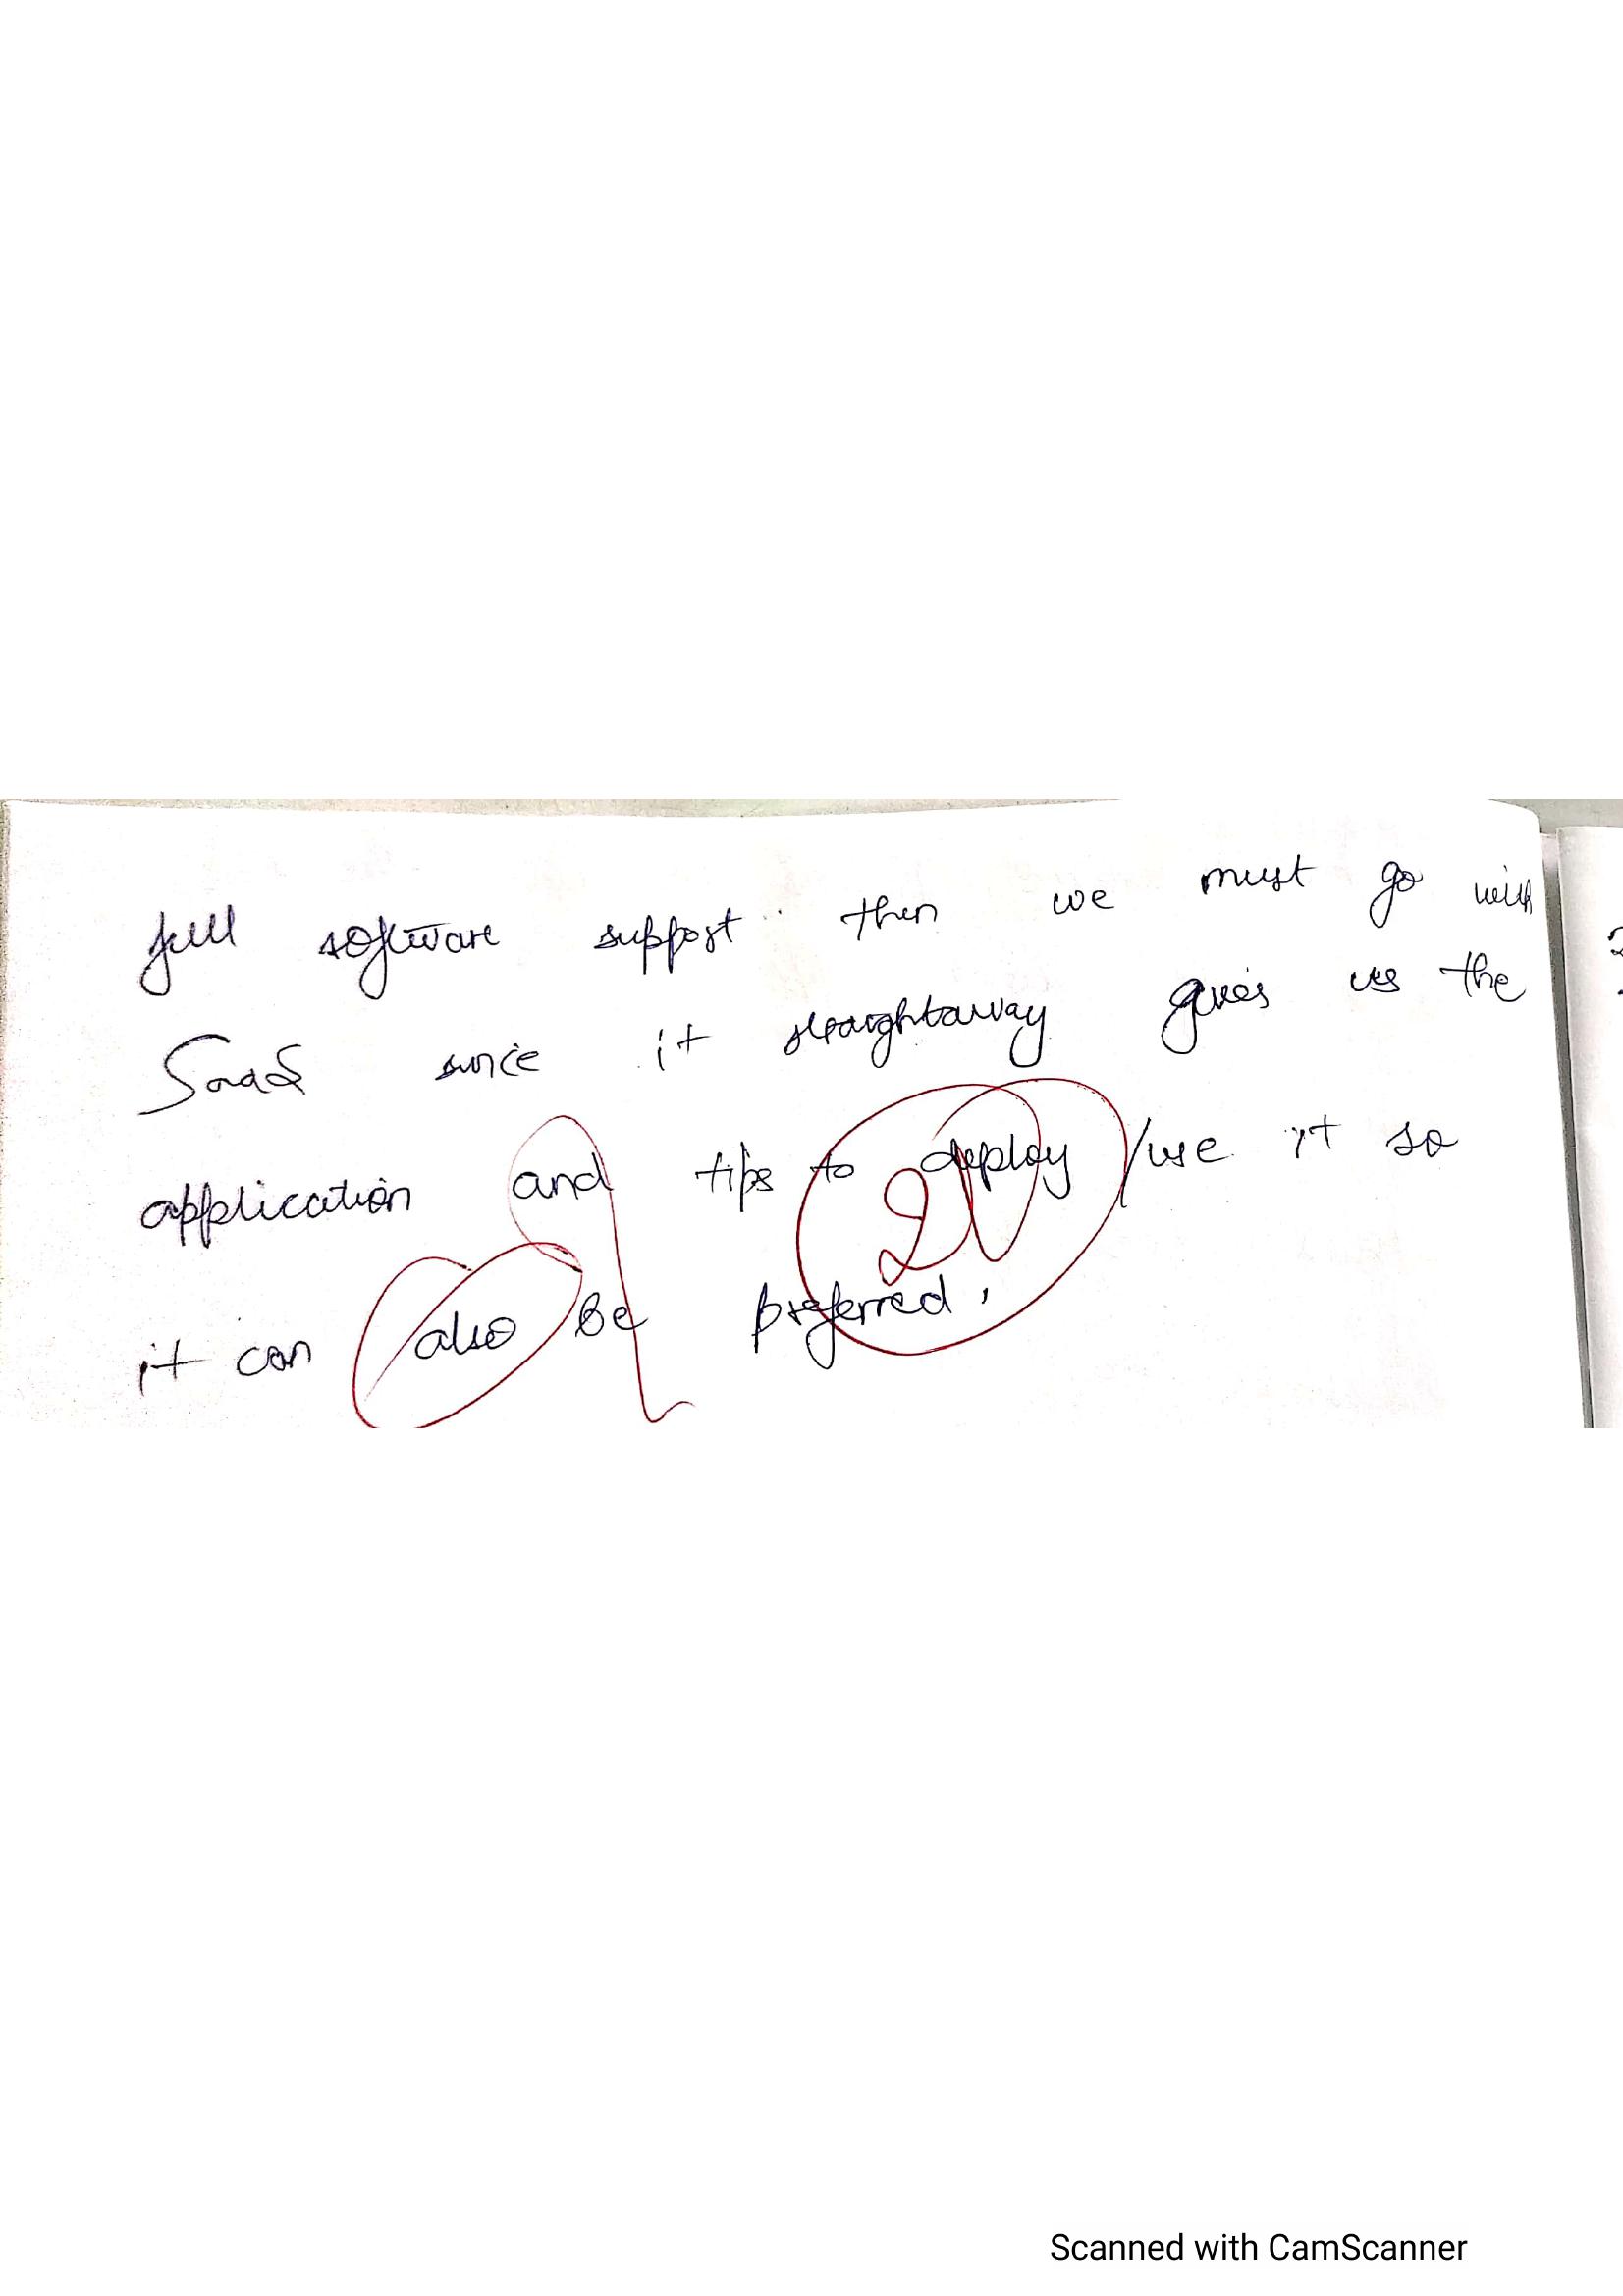 full software support then we must go with
SaaS since it straightaway gives us the
application and tips to deploy /use it so
it can also be preferred.
Scanned with CamScanner